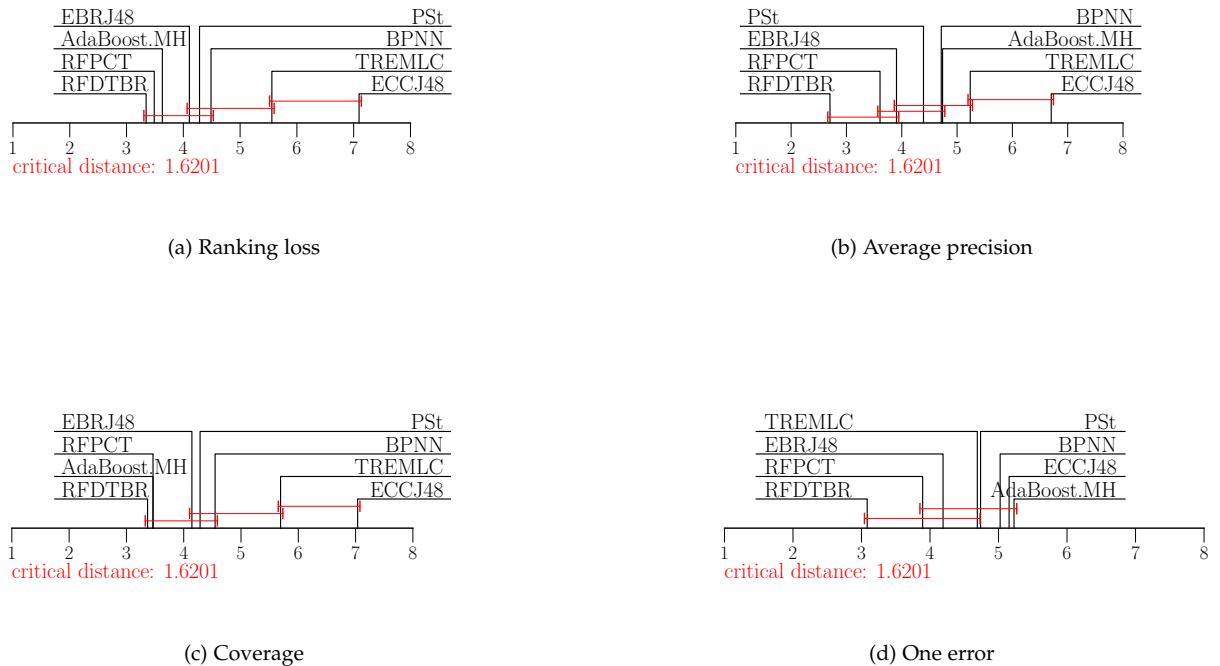 EBRJ48 PSt
AdaBoost.MH BPNN
RFPCT TREMLC
RFDTBR ECCJ48
1 2 3 4 5 6 7 8
critical distance: 1.6201
(a) Ranking loss
PSt BPNN
EBRJ48 AdaBoost.MH
RFPCT TREMLC
RFDTBR ECCJ48
1 2 3 4 5 6 7 8
critical distance: 1.6201
(b) Average precision
EBRJ48 PSt
RFPCT BPNN
AdaBoost.MH TREMLC
RFDTBR ECCJ48
1 2 3 4 5 6 7 8
critical distance: 1.6201
(c) Coverage
TREMLC PSt
EBRJ48 BPNN
RFPCT ECCJ48
RFDTBR AdaBoost.MH
1 2 3 4 5 6 7 8
critical distance: 1.6201
(d) One error